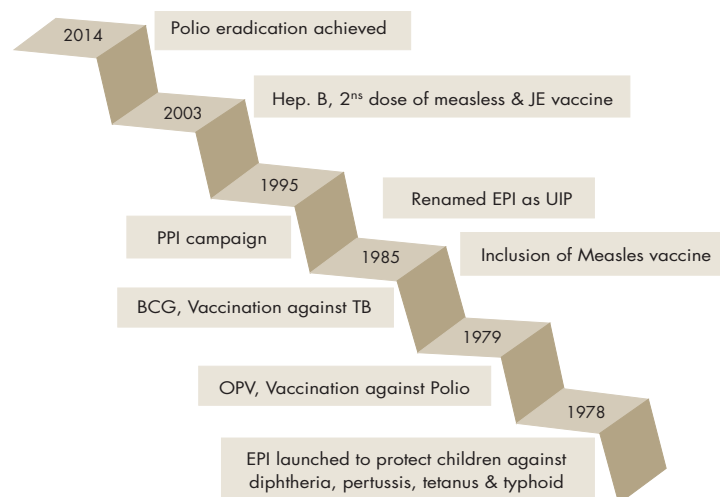 2014
Polio eradication achieved
Hep. B, 2ⁿˢ dose of measless & JE vaccine
2003
1995
Renamed EPI as UIP
PPI campaign
1985
Inclusion of Measles vaccine
BCG, Vaccination against TB
1979
OPV, Vaccination against Polio
1978
EPI launched to protect children against
diphtheria, pertussis, tetanus & typhoid